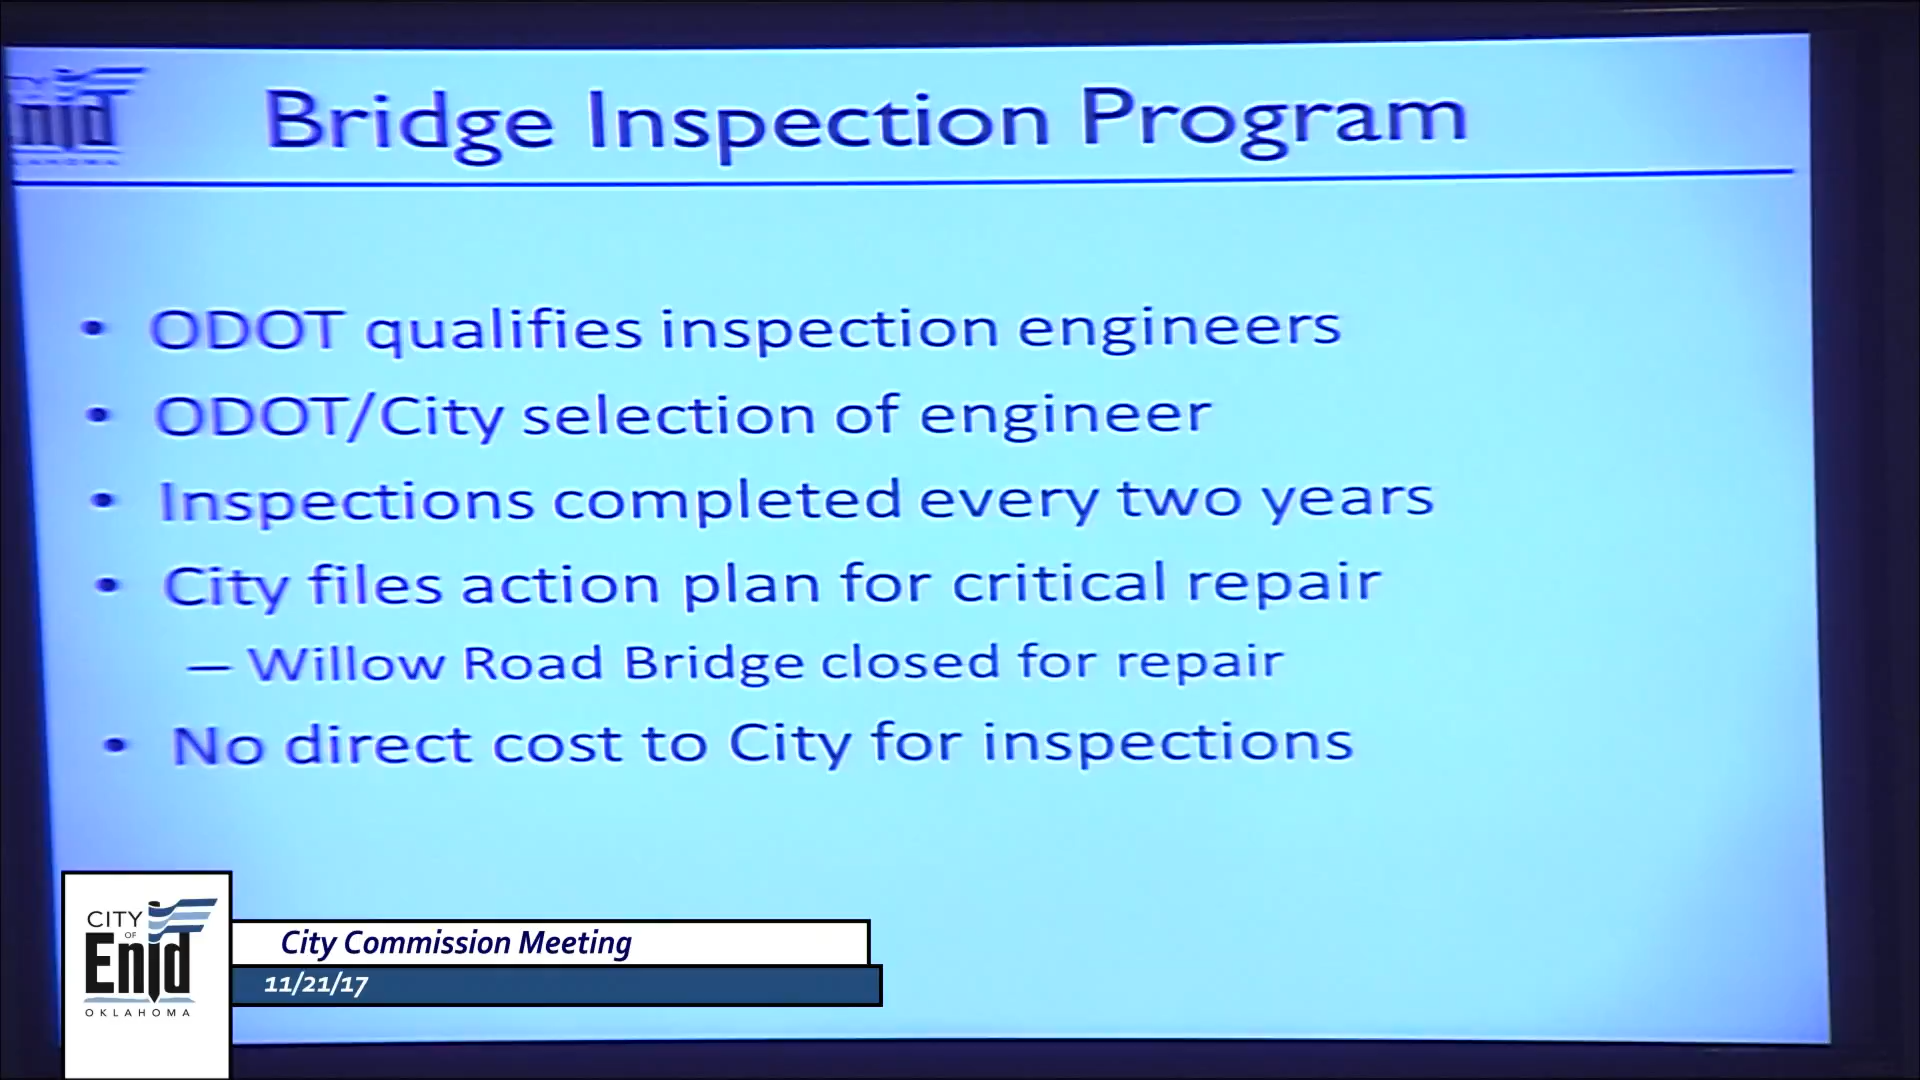 Bridge Inspection Program
• ODOT qualifies inspection engineers
• ODOT/City selection of engineer
• Inspections completed every two years
• City files action plan for critical repair
– Willow Road Bridge closed for repair
• No direct cost to City for inspections
CITY
OF
Enid
OKLAHOMA
City Commission Meeting
11/21/17